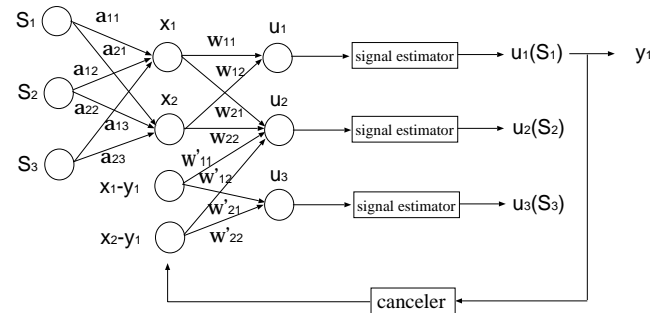 S1 a11 x1 w11 u1 signal estimator u1(S1) y1
a21 w12
a12
S2 x2 w21 u2 signal estimator u2(S2)
a22 w22
a13
S3 a23 w'11
x1-y1 w'12 u3 signal estimator u3(S3)
w'21
x2-y1 w'22
canceler